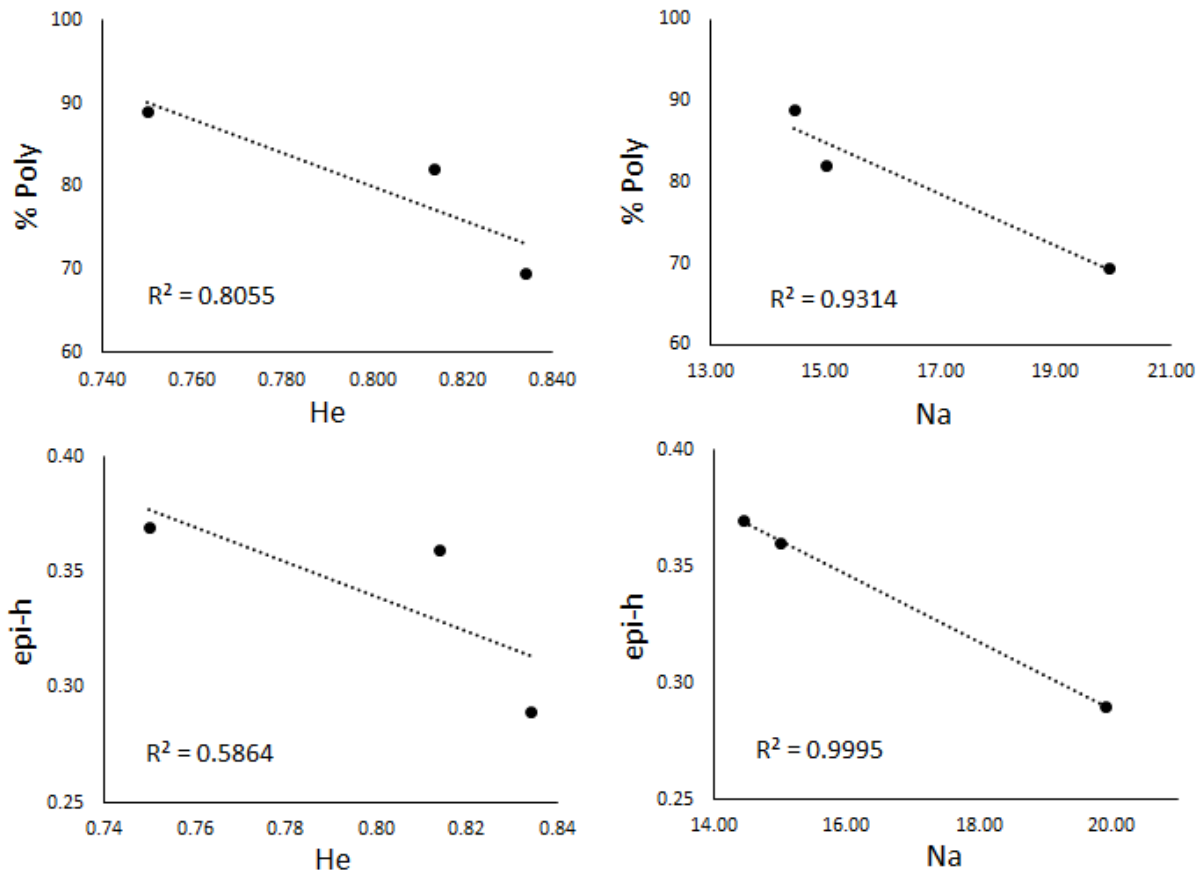 100
90
80
70
60
% Poly
R² = 0.8055
0.740 0.760 0.780 0.800 0.820 0.840
He
100
90
80
70
60
% Poly
R² = 0.9314
13.00 15.00 17.00 19.00 21.00
Na
0.40
0.35
0.30
0.25
epi-h
R² = 0.5864
0.74 0.76 0.78 0.80 0.82 0.84
He
0.40
0.35
0.30
0.25
epi-h
R² = 0.9995
14.00 16.00 18.00 20.00
Na